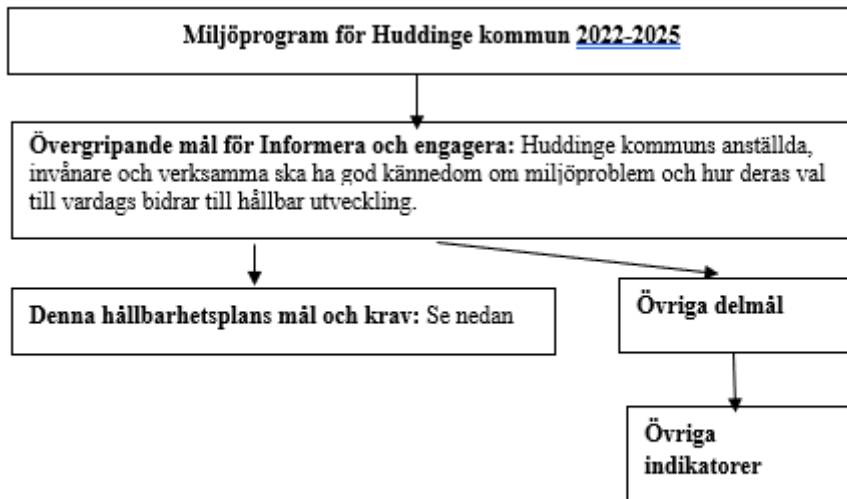 Miljöprogram för Huddinge kommun 2022-2025
Övergripande mål för Informera och engagera: Huddinge kommuns anställda,
invånare och verksamma ska ha god kännedom om miljöproblem och hur deras val
till vardags bidrar till hållbar utveckling.
Denna hållbarhetsplans mål och krav: Se nedan
Övriga delmål
Övriga
indikatorer